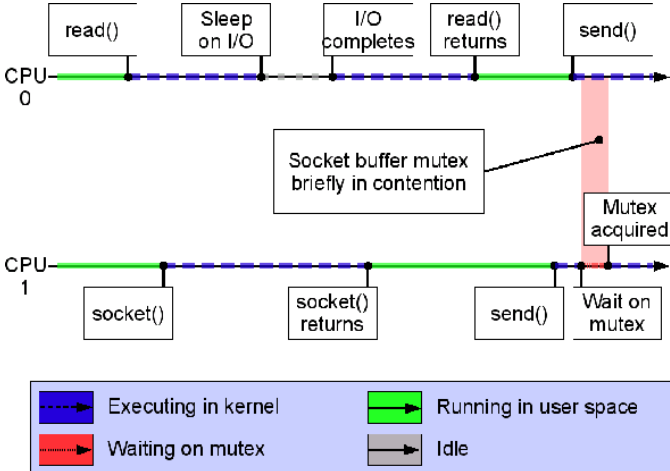 read()
Sleep
on I/O
I/O
completes
read()
returns
send()
CPU
0
Socket buffer mutex
briefly in contention
Mutex
acquired
CPU
1
socket()
socket()
returns
send()
Wait on
mutex
Executing in kernel
Running in user space
Waiting on mutex
Idle